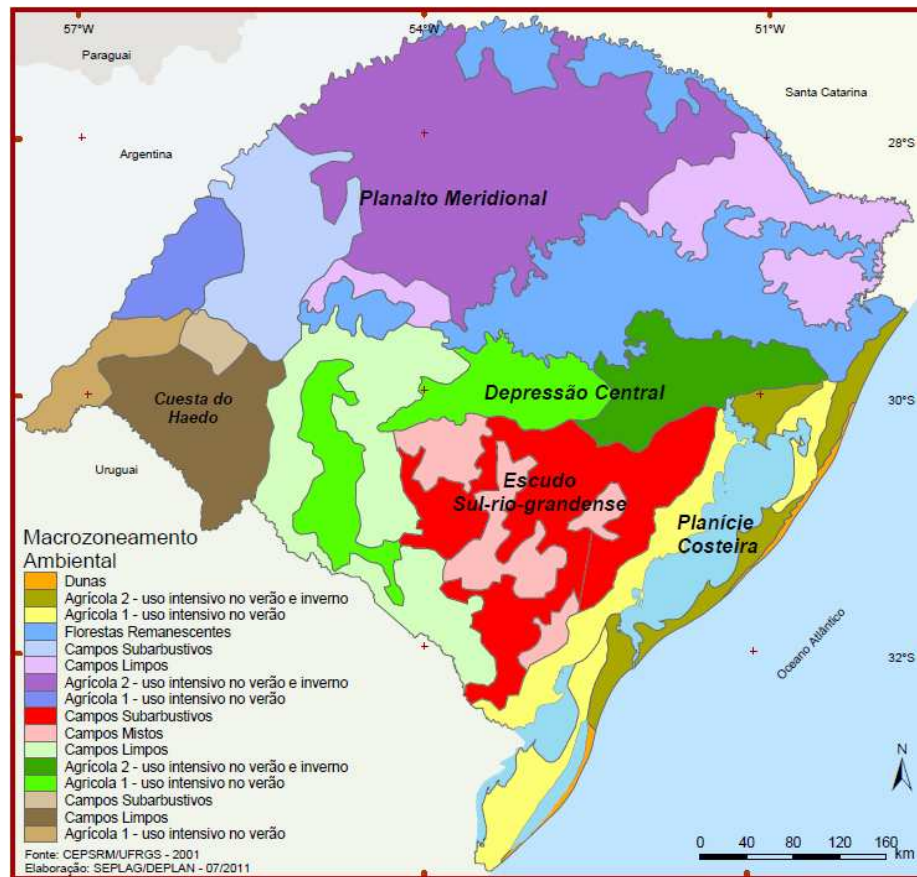 57°W
54°W
51°W
Paraguai
Santa Catarina
Argentina
28°S
Planalto Meridional
Cuesta do
Haedo
Depressão Central
30°S
Uruguai
Escudo
Sul-rio-grandense
Planície
Costeira
Oceano Atlântico
32°S
Macrozoneamento
Ambiental
Dunas
Agrícola 2 - uso intensivo no verão e inverno
Agrícola 1 - uso intensivo no verão
Florestas Remanescentes
Campos Subarbustivos
Campos Limpos
Agrícola 2 - uso intensivo no verão e inverno
Agrícola 1 - uso intensivo no verão
Campos Subarbustivos
Campos Mistos
Campos Limpos
Agrícola 2 - uso intensivo no verão e inverno
Agricola 1 - uso intensivo no verão
Campos Subarbustivos
Campos Limpos
Agrícola 1 - uso intensivo no verão
N
0 40 80 120 160
km
Fonte: CEPSRM/UFRGS - 2001
Elaboração: SEPLAG/DEPLAN - 07/2011